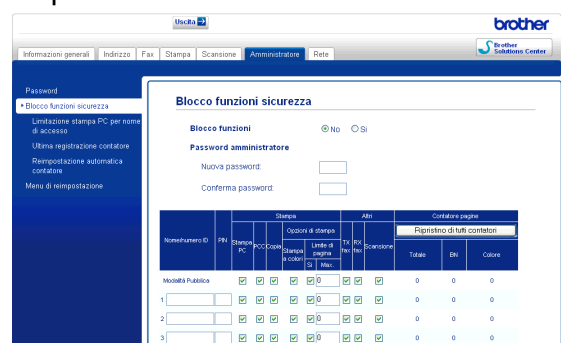 Uscita
brother
Informazioni generali Indirizzo Fax Stampa Scansione Amministratore Rete
Brother Solutions Center
Password
Blocco funzioni sicurezza
Limitazione stampa PC per nome di accesso
Ultima registrazione contatore
Reimpostazione automatica contatore
Menu di reimpostazione
Blocco funzioni sicurezza
Blocco funzioni No Sì
Password amministratore
Nuova password:
Conferma password:
Nome/numero ID PIN Stampa Altri Contatore pagine
Stampa PC PCC Copia Opzioni di stampa TX fax RX fax Scansione Ripristino di tutti contatori
Stampa a colori Limite di pagina Totale BN Colore
Sì Max.
Modalità Pubblica 0 0 0 0
1 0 0 0 0
2 0 0 0 0
3 0 0 0 0